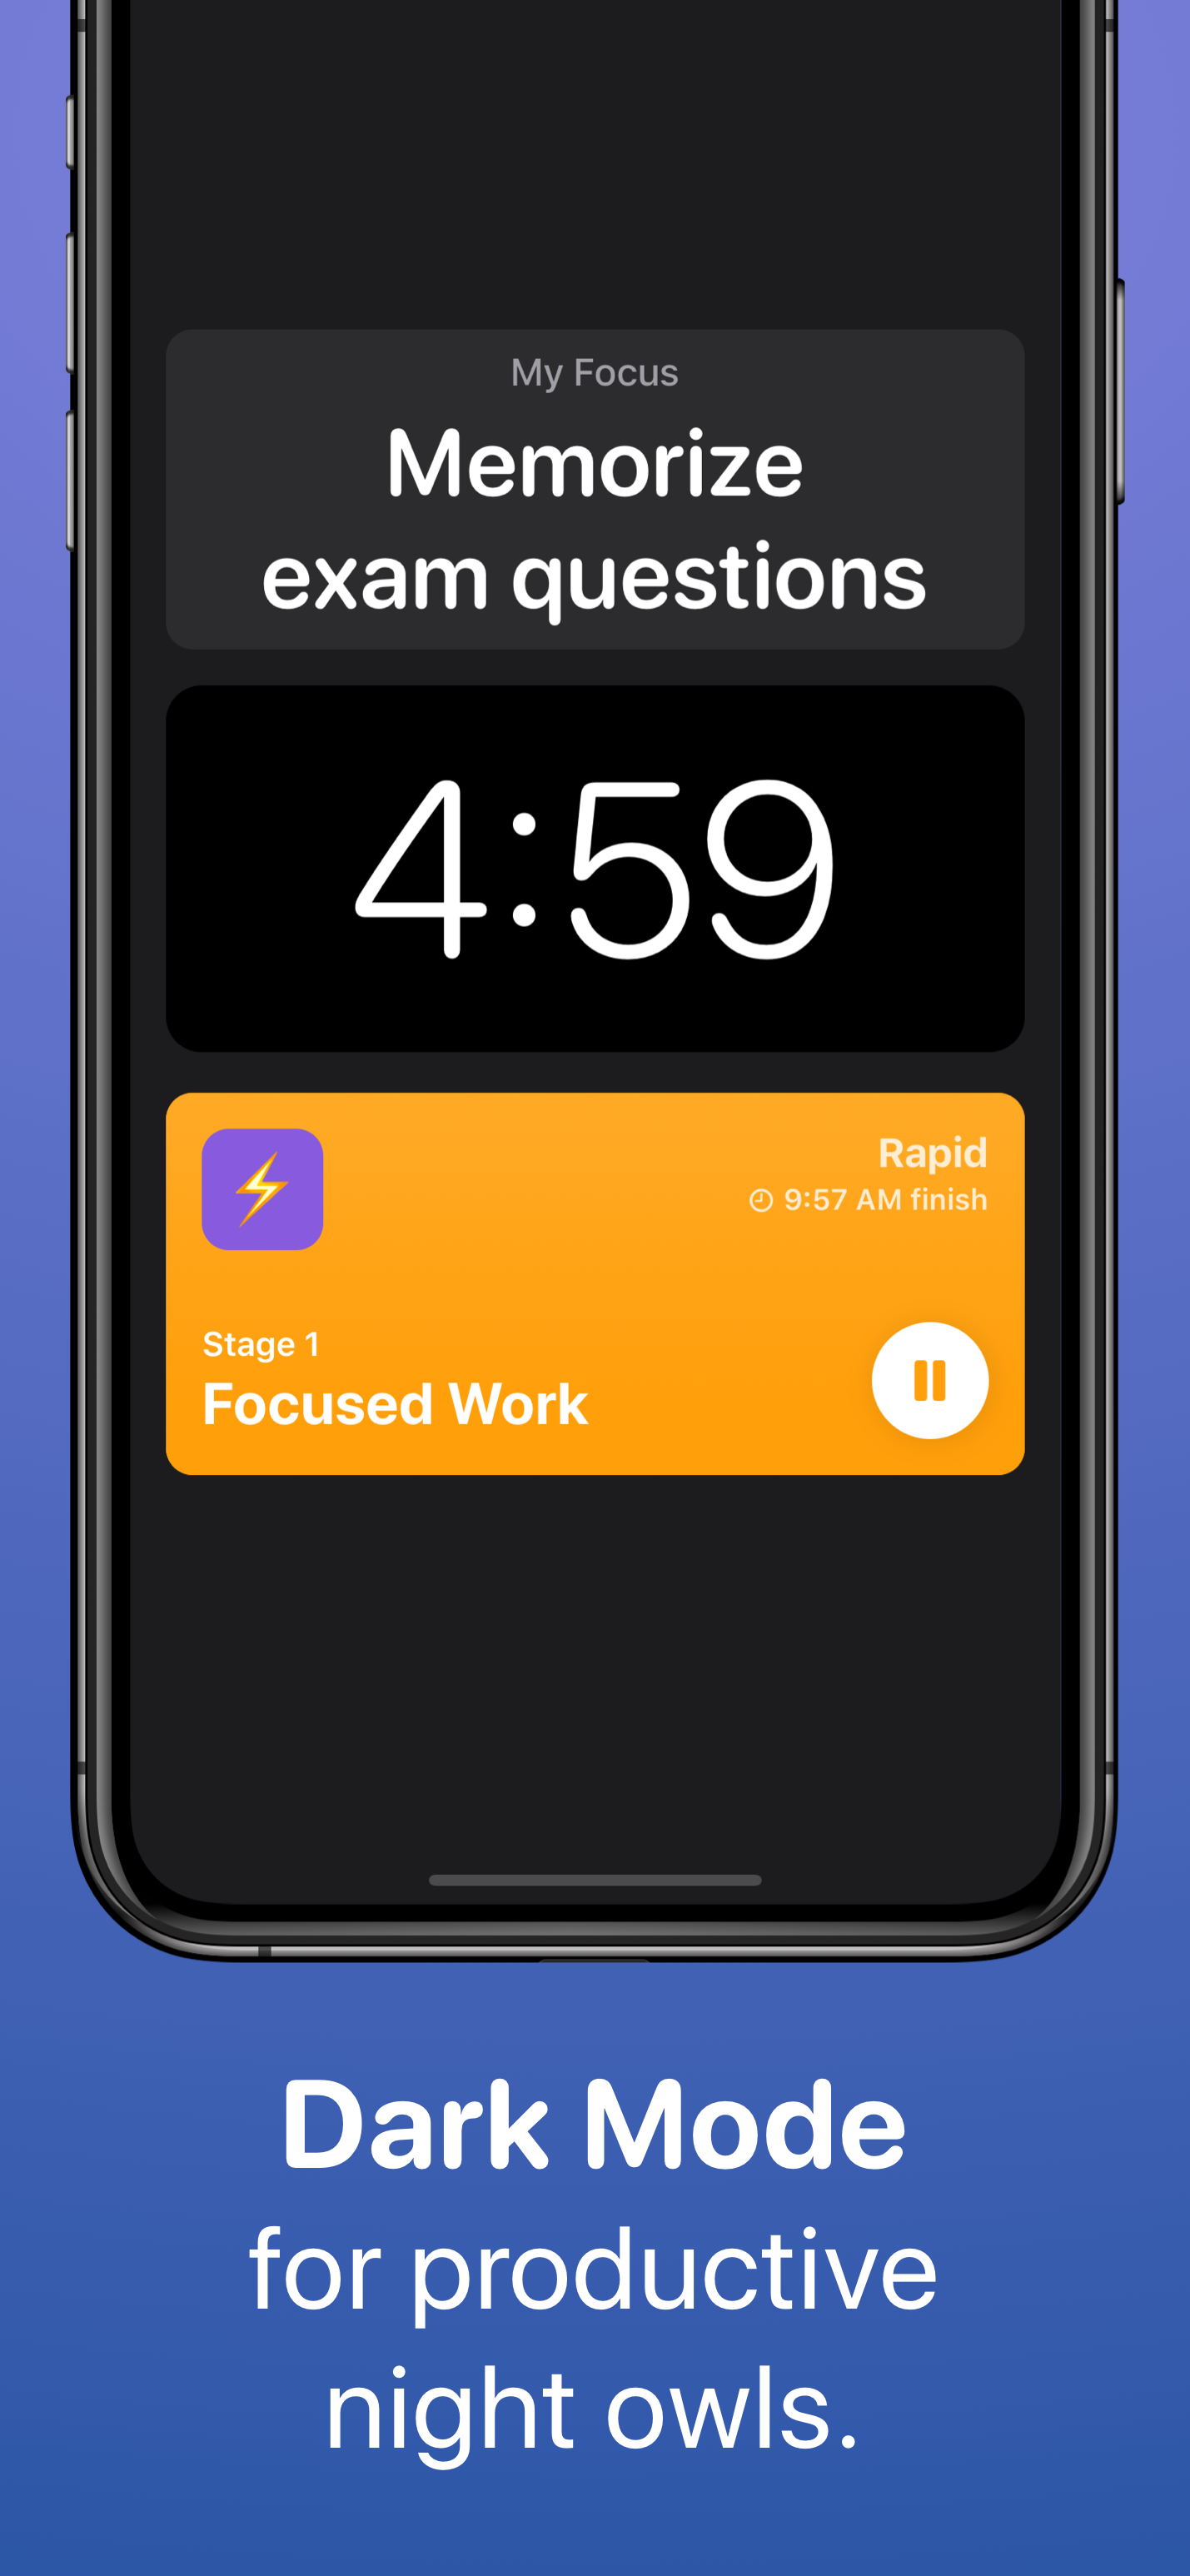 My Focus
Memorize
exam questions
4:59
Rapid
9:57 AM finish
Stage 1
Focused Work
Dark Mode
for productive
night owls.